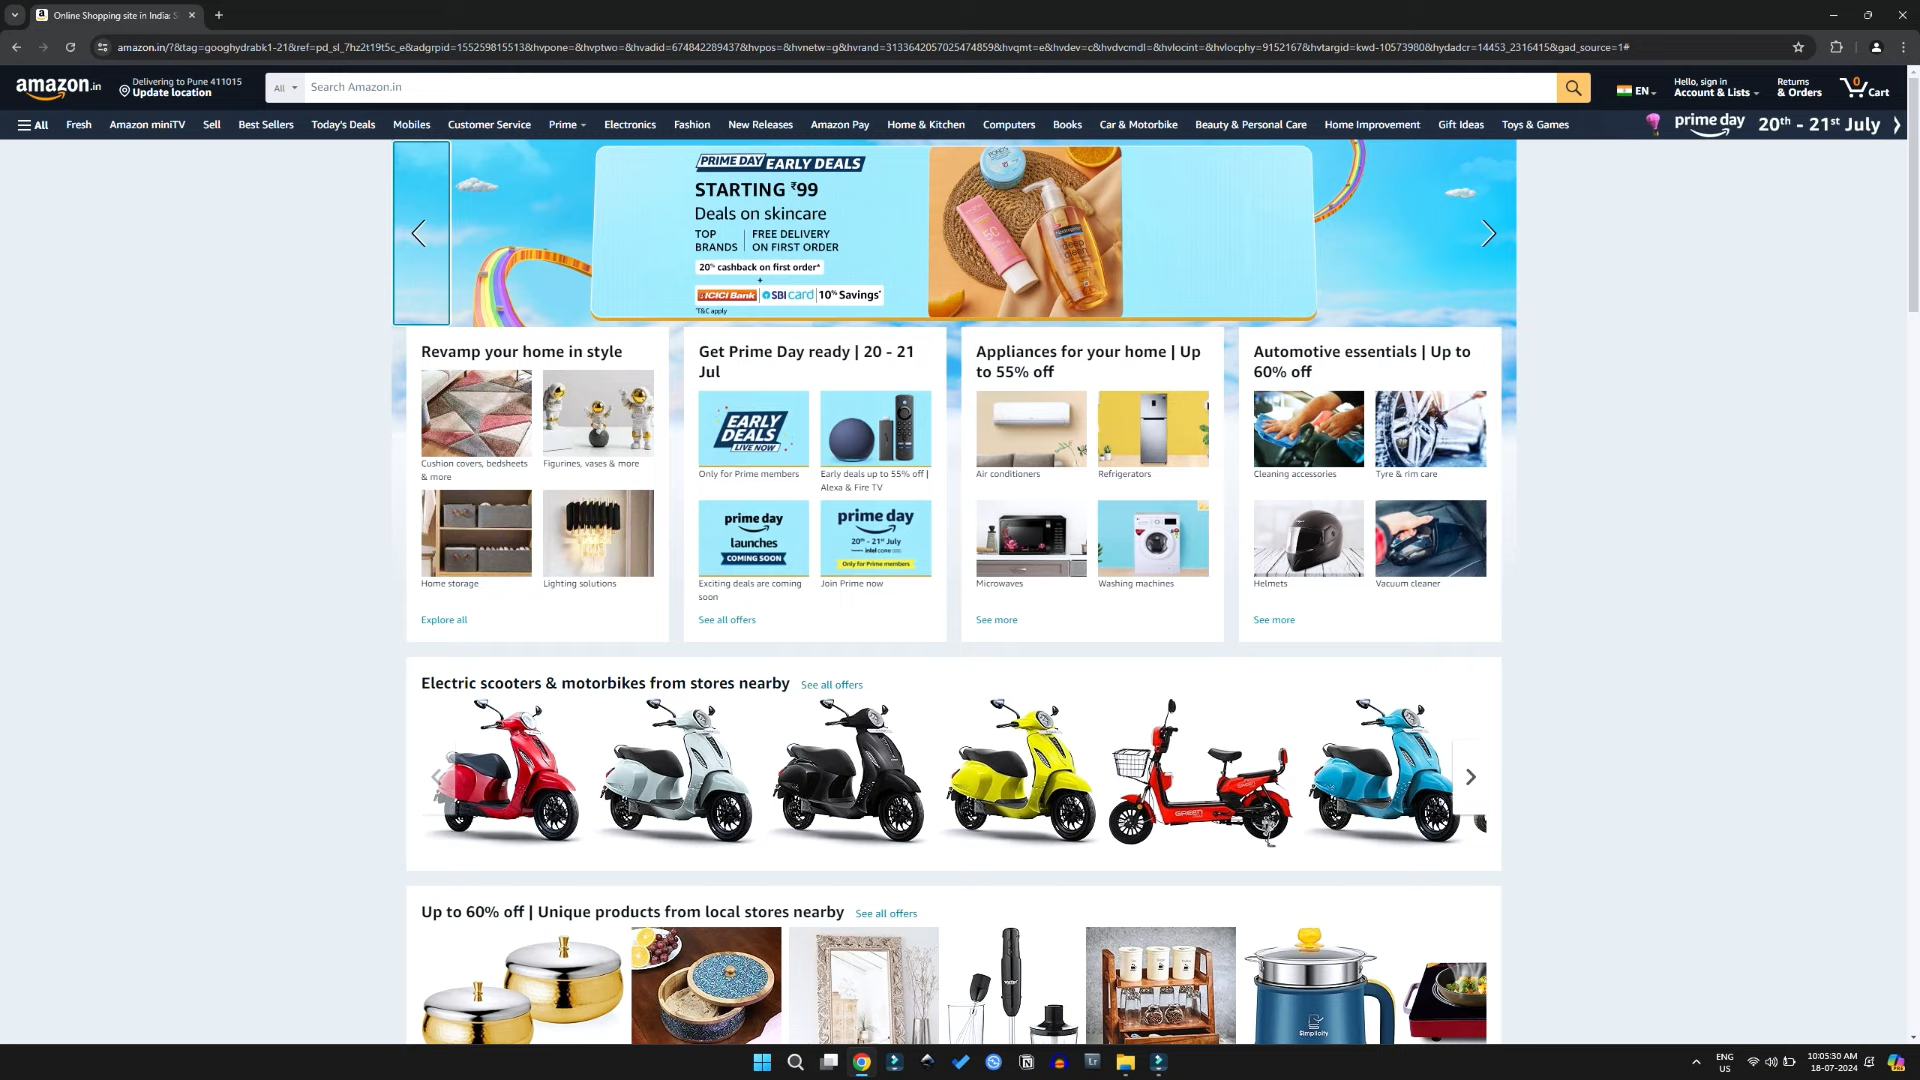 Online Shopping site in India: S
amazon.in/?&tag=googhydrabk1-21&ref=pd_sl_7hz2t19t5c_e&adgrpid=155259815513&hvpone=&hvptwo=&hvadid=674842289437&hvpos=&hvnetw=g&hvrand=3133642057025474859&hvqmt=e&hvdev=c&hvdvcmdl=&hvlocint=&hvlocphy=9152167&hvtargid=kwd-10573980&hydadcr=14453_2316415&gad_source=1#
amazon.in
Delivering to Pune 411015
Update location
All
Search Amazon.in
EN
Hello, sign in
Account & Lists
Returns
& Orders
0
Cart
All
Fresh
Amazon miniTV
Sell
Best Sellers
Today's Deals
Mobiles
Customer Service
Prime
Electronics
Fashion
New Releases
Amazon Pay
Home & Kitchen
Computers
Books
Car & Motorbike
Beauty & Personal Care
Home Improvement
Gift Ideas
Toys & Games
prime day
20th - 21st July
PRIME DAY EARLY DEALS
STARTING ₹99
Deals on skincare
TOP BRANDS
FREE DELIVERY ON FIRST ORDER
20% cashback on first order*
+
ICICI Bank SBI card 10% Savings*
*T&C apply
POND'S
50
Neutrogena
deep clean
Revamp your home in style
Cushion covers, bedsheets
& more
Figurines, vases & more
Home storage
Lighting solutions
Explore all
Get Prime Day ready | 20 - 21
Jul
EARLY
DEALS
LIVE NOW
Only for Prime members
Early deals up to 55% off |
Alexa & Fire TV
prime day
launches
COMING SOON
Exciting deals are coming
soon
prime day
20th - 21st July
intel core
Only for Prime members
Join Prime now
See all offers
Appliances for your home | Up
to 55% off
Air conditioners
Refrigerators
Microwaves
Washing machines
See more
Automotive essentials | Up to
60% off
Cleaning accessories
Tyre & rim care
Helmets
Vacuum cleaner
See more
Electric scooters & motorbikes from stores nearby
See all offers
GREEN
Up to 60% off | Unique products from local stores nearby
See all offers
Simplicity
Lr
ENG
US
10:05:30 AM
18-07-2024
PRE